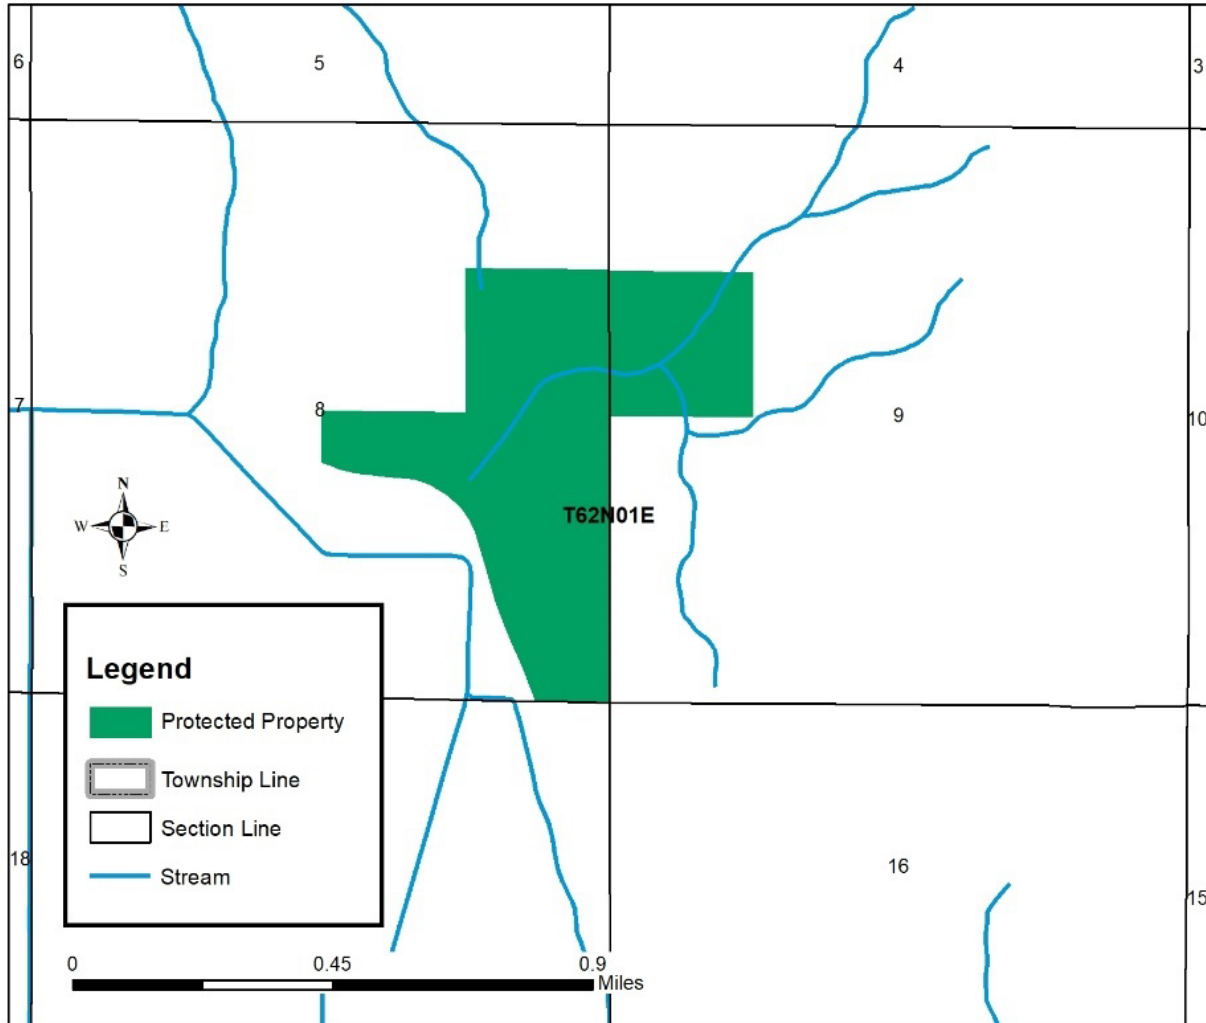 6
5
4
3
7
8
9
10
N
W
E
S
T62N01E
Legend
Protected Property
Township Line
Section Line
Stream
18
16
15
0
0.45
0.9
Miles